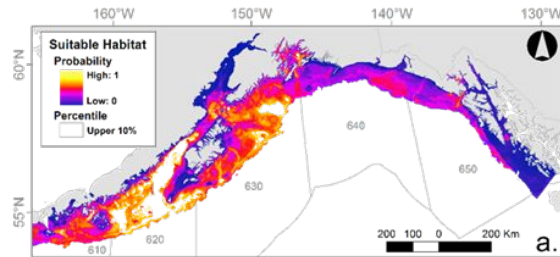 160°W 150°W 140°W 130°W
60°N
55°N
Suitable Habitat
Probability
High: 1
Low: 0
Percentile
Upper 10%
640
650
630
620
610
200 100 0 200 Km
a.